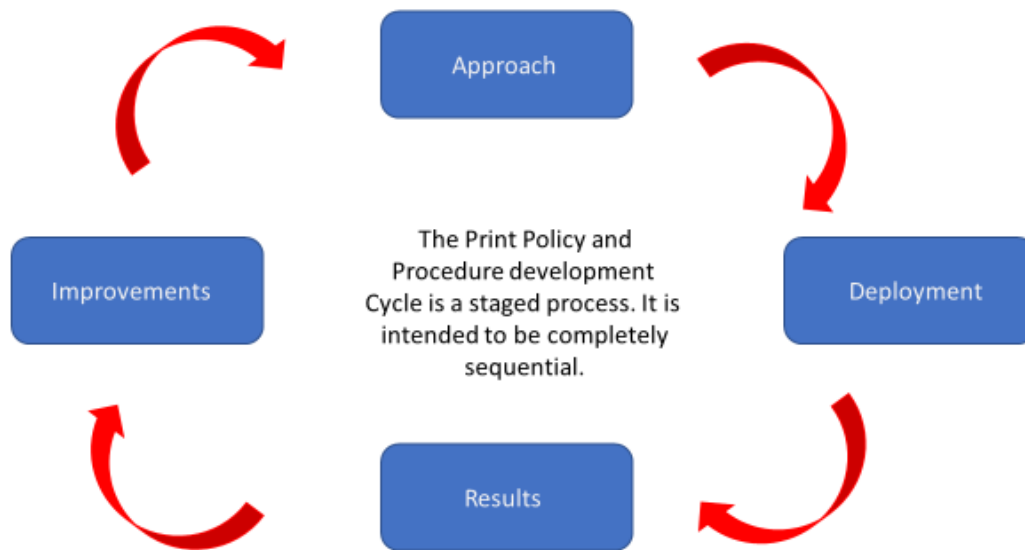 Approach
Improvements
The Print Policy and
Procedure development
Cycle is a staged process. It is
intended to be completely
sequential.
Deployment
Results